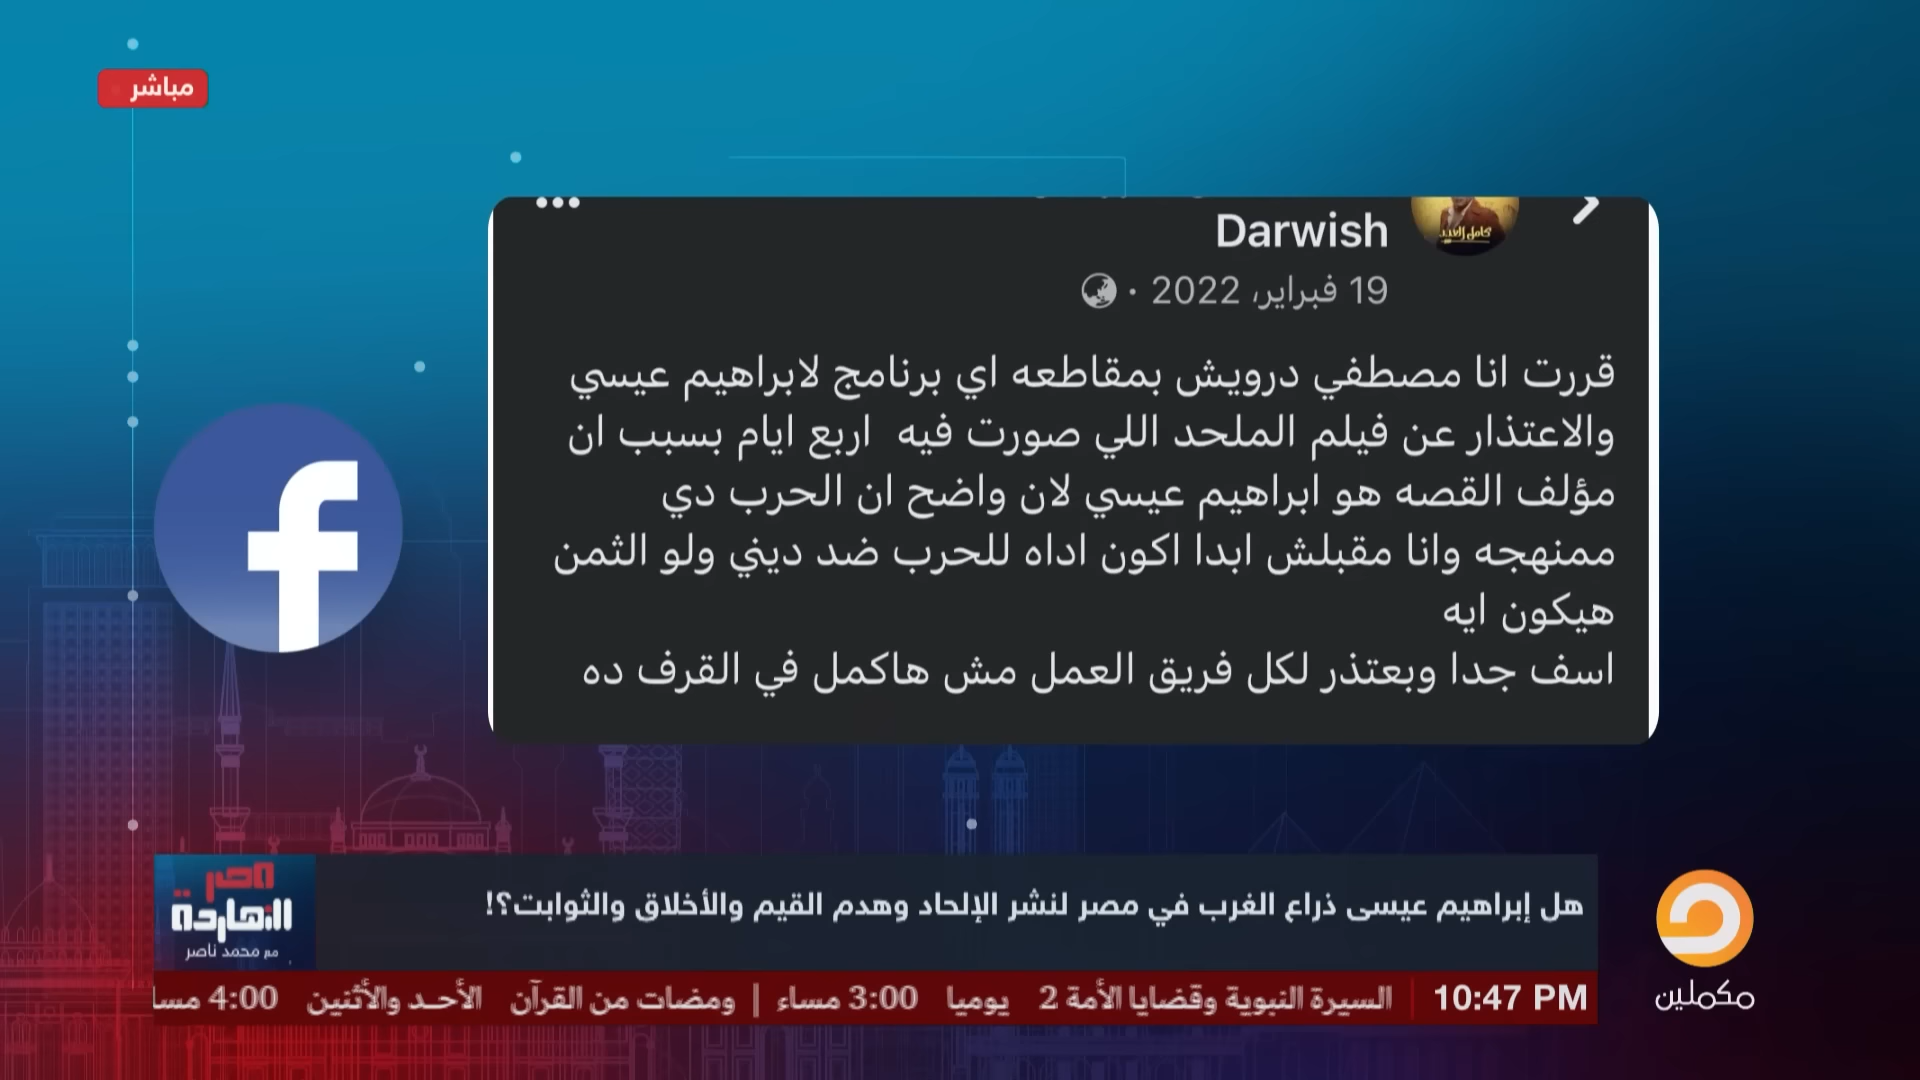 مباشر
Darwish
19 فبراير، 2022 ·
قررت انا مصطفي درويش بمقاطعه اي برنامج لابراهيم عيسي
والاعتذار عن فيلم الملحد اللي صورت فيه اربع ايام بسبب ان
مؤلف القصه هو ابراهيم عيسي لان واضح ان الحرب دي
ممنهجه وانا مقبلش ابدا اكون اداه للحرب ضد ديني ولو الثمن
هيكون ايه
اسف جدا وبعتذر لكل فريق العمل مش هاكمل في القرف ده
هل إبراهيم عيسى ذراع الغرب في مصر لنشر الإلحاد وهدم القيم والأخلاق والثوابت؟!
مصر
النهاردة
مع محمد ناصر
10:47 PM
السيرة النبوية وقضايا الأمة 2 يوميا 3:00 مساء | ومضات من القرآن الأحد والأثنين 4:00 مسا
مكملين